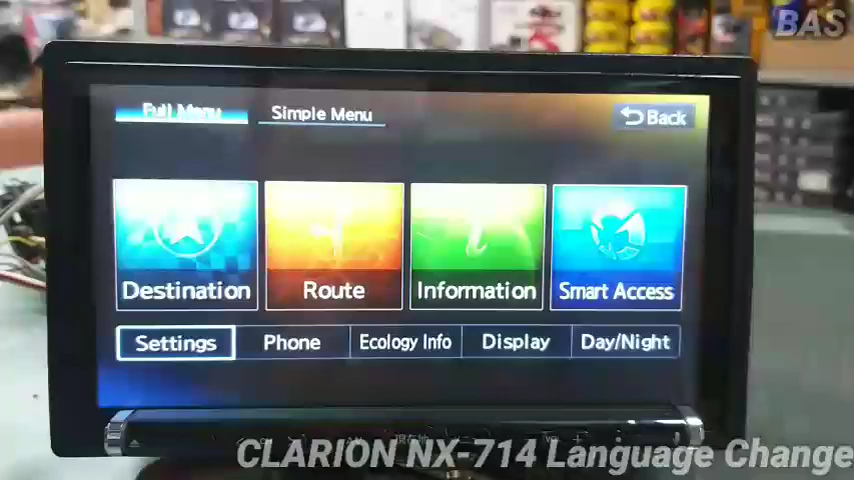 BAS
Full Menu
Simple Menu
Back
Destination
Route
Information
Smart Access
Settings
Phone
Ecology Info
Display
Day/Night
CLARION NX-714 Language Change